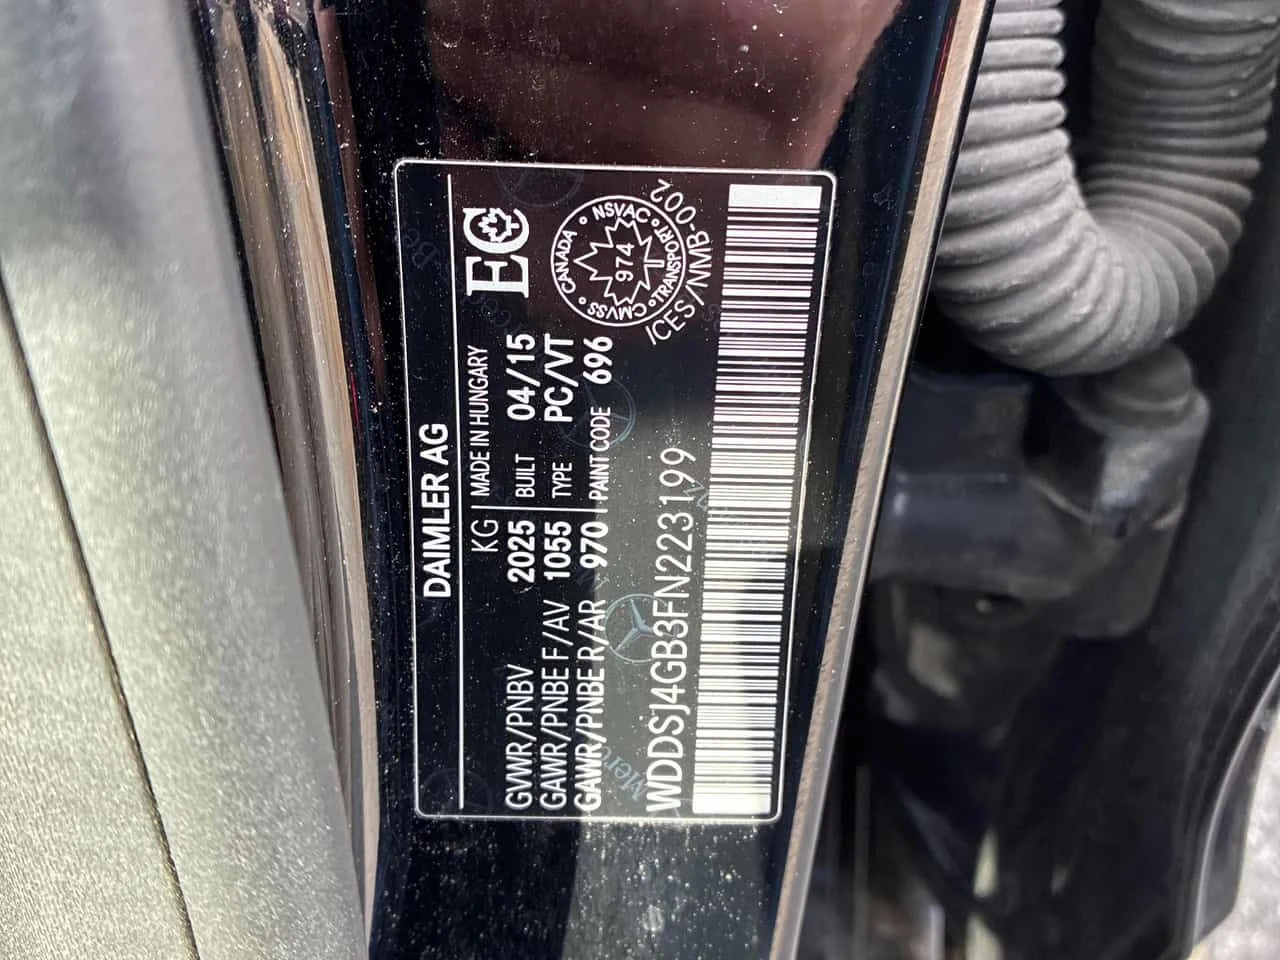 DAIMLER AG
KG MADE IN HUNGARY
GVWR/PNBV 2025 BUILT 04/15
GAWR/PNBE F/AV 1055 TYPE PC/VT
GAWR/PNBE R/AR 970 PAINT CODE 696
WDDSJ4GB3FN223199
EC
CANADA • NSVAC • TRANSPORT • CMVSS
974
ICES/NMB-002